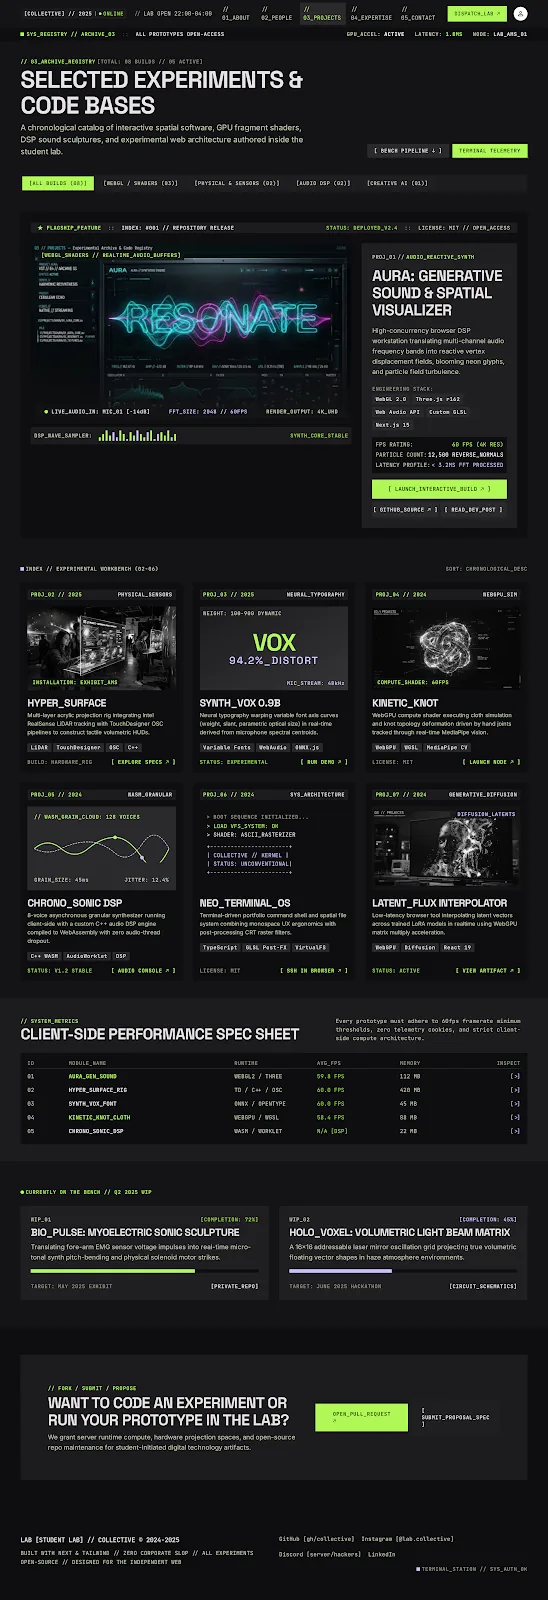 [COLLECTIVE] // 2025 | ● ONLINE
// LAB OPEN 22:00-04:00
// 01_ABOUT
// 02_PEOPLE
// 03_PROJECTS
// 04_EXPERTISE
// 05_CONTACT
DISPATCH_LAB ↗
SYS_REGISTRY // ARCHIVE_03 :: ALL PROTOTYPES OPEN-ACCESS
GPU_ACCEL: ACTIVE LATENCY: 1.8MS NODE: LAB_AMS_01
// 03_ARCHIVE_REGISTRY [TOTAL: 08 BUILDS // 05 ACTIVE]
SELECTED EXPERIMENTS &
CODE BASES
A chronological catalog of interactive spatial software, GPU fragment shaders,
DSP sound sculptures, and experimental web architecture authored inside the
student lab.
[ BENCH PIPELINE ↓ ]
TERMINAL TELEMETRY
[ALL BUILDS (08)]
[WEBGL / SHADERS (03)]
[PHYSICAL & SENSORS (02)]
[AUDIO DSP (02)]
[CREATIVE AI (01)]
★ FLAGSHIP_FEATURE :: INDEX: #001 // REPOSITORY RELEASE
STATUS: DEPLOYED_V2.4 :: LICENSE: MIT // OPEN_ACCESS
// PROJECTS — Experimental Archive & Code Registry
[WEBGL_SHADERS // REALTIME_AUDIO_BUFFERS]
AURA
RESONATE
● LIVE_AUDIO_IN: MIC_01 [-14dB]
FFT_SIZE: 2048 // 60FPS
RENDER_OUTPUT: 4K_UHD
DSP_WAVE_SAMPLER:
SYNTH_CORE_STABLE
PROJ_01 // AUDIO_REACTIVE_SYNTH
AURA: GENERATIVE
SOUND & SPATIAL
VISUALIZER
High-concurrency browser DSP
workstation translating multi-channel audio
frequency bands into reactive vertex
displacement fields, blooming neon glyphs,
and particle field turbulence.
ENGINEERING STACK:
WebGL 2.0
Three.js r162
Web Audio API
Custom GLSL
Next.js 15
FPS RATING: 60 FPS (4K RES)
PARTICLE COUNT: 12,500 REVERSE_NORMALS
LATENCY PROFILE: < 3.2MS FFT PROCESSED
[ LAUNCH_INTERACTIVE_BUILD ↗ ]
[ GITHUB_SOURCE ↗ ]
[ READ_DEV_POST ]
INDEX // EXPERIMENTAL WORKBENCH (02-06)
SORT: CHRONOLOGICAL_DESC
PROJ_02 // 2025 PHYSICAL_SENSORS
INSTALLATION: EXHIBIT_AMS
HYPER_SURFACE
Multi-layer acrylic projection rig integrating Intel
RealSense LiDAR tracking with TouchDesigner OSC
pipelines to construct tactile volumetric HUDs.
LiDAR
TouchDesigner
OSC
C++
BUILD: HARDWARE_RIG [ EXPLORE SPECS ↗ ]
PROJ_03 // 2025 NEURAL_TYPOGRAPHY
WEIGHT: 100-900 DYNAMIC
VOX
94.2%_DISTORT
MIC_STREAM: 48kHz
SYNTH_VOX 0.9B
Neural typography warping variable font axis curves
(weight, slant, parametric optical size) in real-time
derived from microphone spectral centroids.
Variable Fonts
WebAudio
ONNX.js
STATUS: EXPERIMENTAL [ RUN DEMO ↗ ]
PROJ_04 // 2024 WEBGPU_SIM
COMPUTE_SHADER: 60FPS
KINETIC_KNOT
WebGPU compute shader executing cloth simulation
and knot topology deformation driven by hand joints
tracked through real-time MediaPipe vision.
WebGPU
WGSL
MediaPipe CV
LICENSE: MIT [ LAUNCH NODE ↗ ]
PROJ_05 // 2024 WASM_GRANULAR
// WASM_GRAIN_CLOUD: 128 VOICES
GRAIN_SIZE: 45ms JITTER: 12.4%
CHRONO_SONIC DSP
8-voice asynchronous granular synthesizer running
client-side with a custom C++ audio DSP engine
compiled to WebAssembly with zero audio-thread
dropout.
C++ WASM
AudioWorklet
DSP
STATUS: V1.2 STABLE [ AUDIO CONSOLE ↗ ]
PROJ_06 // 2024 SYS_ARCHITECTURE
> BOOT SEQUENCE INITIALIZED...
> LOAD VFS_SYSTEM: OK
> SHADER: ASCII_RASTERIZER
+----------------------+
| COLLECTIVE // KERNEL |
| STATUS: UNCONVENTIONAL|
+----------------------+
NEO_TERMINAL_OS
Terminal-driven portfolio command shell and spatial file
system combining monospace UX ergonomics with
post-processing CRT raster filters.
TypeScript
GLSL Post-FX
VirtualFS
LICENSE: MIT [ SSH IN BROWSER ↗ ]
PROJ_07 // 2024 GENERATIVE_DIFFUSION
DIFFUSION_LATENTS
LATENT_FLUX INTERPOLATOR
Low-latency browser tool interpolating latent vectors
across trained LoRA models in realtime using WebGPU
matrix multiply acceleration.
WebGPU
Diffusion
React 19
STATUS: ACTIVE [ VIEW ARTIFACT ↗ ]
// SYSTEM_METRICS
CLIENT-SIDE PERFORMANCE SPEC SHEET
Every prototype must adhere to 60fps framerate minimum
thresholds, zero telemetry cookies, and strict client-
side compute architecture.
ID MODULE_NAME RUNTIME AVG_FPS MEMORY INSPECT
01 AURA_GEN_SOUND WEBGL2 / THREE 59.8 FPS 112 MB [>]
02 HYPER_SURFACE_RIG TD / C++ / OSC 60.0 FPS 420 MB [>]
03 SYNTH_VOX_FONT ONNX / OPENTYPE 60.0 FPS 45 MB [>]
04 KINETIC_KNOT_CLOTH WEBGPU / WGSL 58.4 FPS 88 MB [>]
05 CHRONO_SONIC_DSP WASM / WORKLET N/A [DSP] 22 MB [>]
CURRENTLY ON THE BENCH // Q2 2025 WIP
WIP_01 [COMPLETION: 72%]
BIO_PULSE: MYOELECTRIC SONIC SCULPTURE
Translating fore-arm EMG sensor voltage impulses into real-time micro-
tonal synth pitch-bending and physical solenoid motor strikes.
TARGET: MAY 2025 EXHIBIT [PRIVATE_REPO]
WIP_02 [COMPLETION: 45%]
HOLO_VOXEL: VOLUMETRIC LIGHT BEAM MATRIX
A 16x16 addressable laser mirror oscillation grid projecting true volumetric
floating vector shapes in haze atmosphere environments.
TARGET: JUNE 2025 HACKATHON [CIRCUIT_SCHEMATICS]
// FORK / SUBMIT / PROPOSE
WANT TO CODE AN EXPERIMENT OR
RUN YOUR PROTOTYPE IN THE LAB?
We grant server runtime compute, hardware projection spaces, and open-source
repo maintenance for student-initiated digital technology artifacts.
OPEN_PULL_REQUEST
↗
[
SUBMIT_PROPOSAL_SPEC
]
LAB [STUDENT LAB] // COLLECTIVE © 2024-2025
BUILT WITH NEXT & TAILWIND // ZERO CORPORATE SLOP // ALL EXPERIMENTS
OPEN-SOURCE // DESIGNED FOR THE INDEPENDENT WEB
GitHub [gh/collective] Instagram [@lab.collective]
Discord [server/hackers] LinkedIn
TERMINAL_STATION // SYS_AUTH_OK